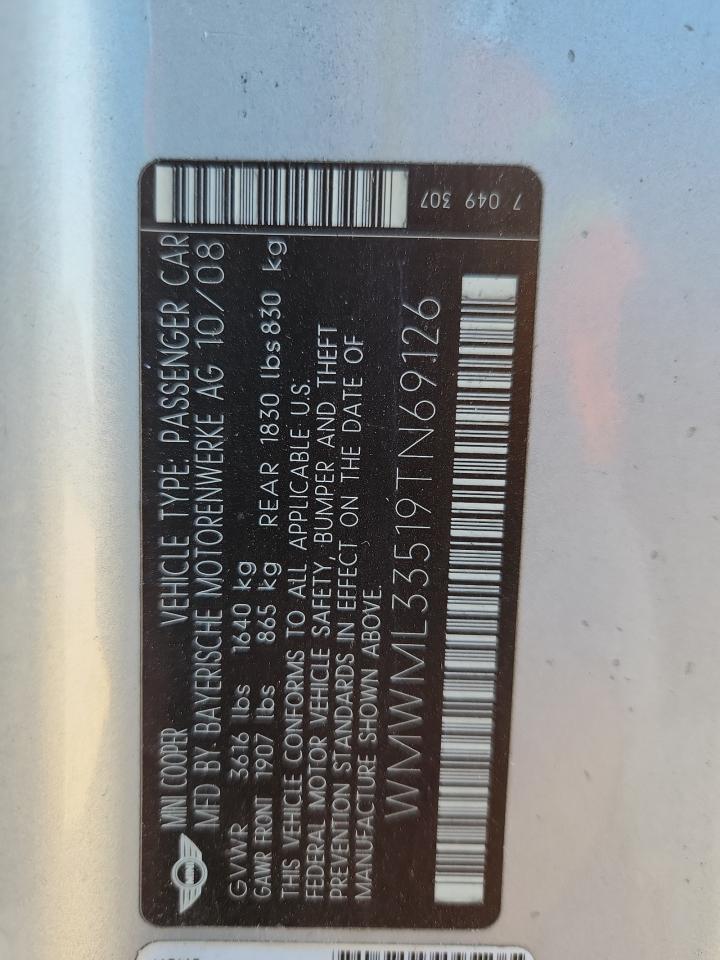 MINI COOPER VEHICLE TYPE: PASSENGER CAR
MFD BY BAYERISCHE MOTORENWERKE AG 10/08
GVWR 3616 lbs 1640 kg
GAWR FRONT 1907 lbs 865 kg REAR 1830 lbs 830 kg
THIS VEHICLE CONFORMS TO ALL APPLICABLE U.S.
FEDERAL MOTOR VEHICLE SAFETY, BUMPER AND THEFT
PREVENTION STANDARDS IN EFFECT ON THE DATE OF
MANUFACTURE SHOWN ABOVE.
WMWML33519TN69126
7 049 307